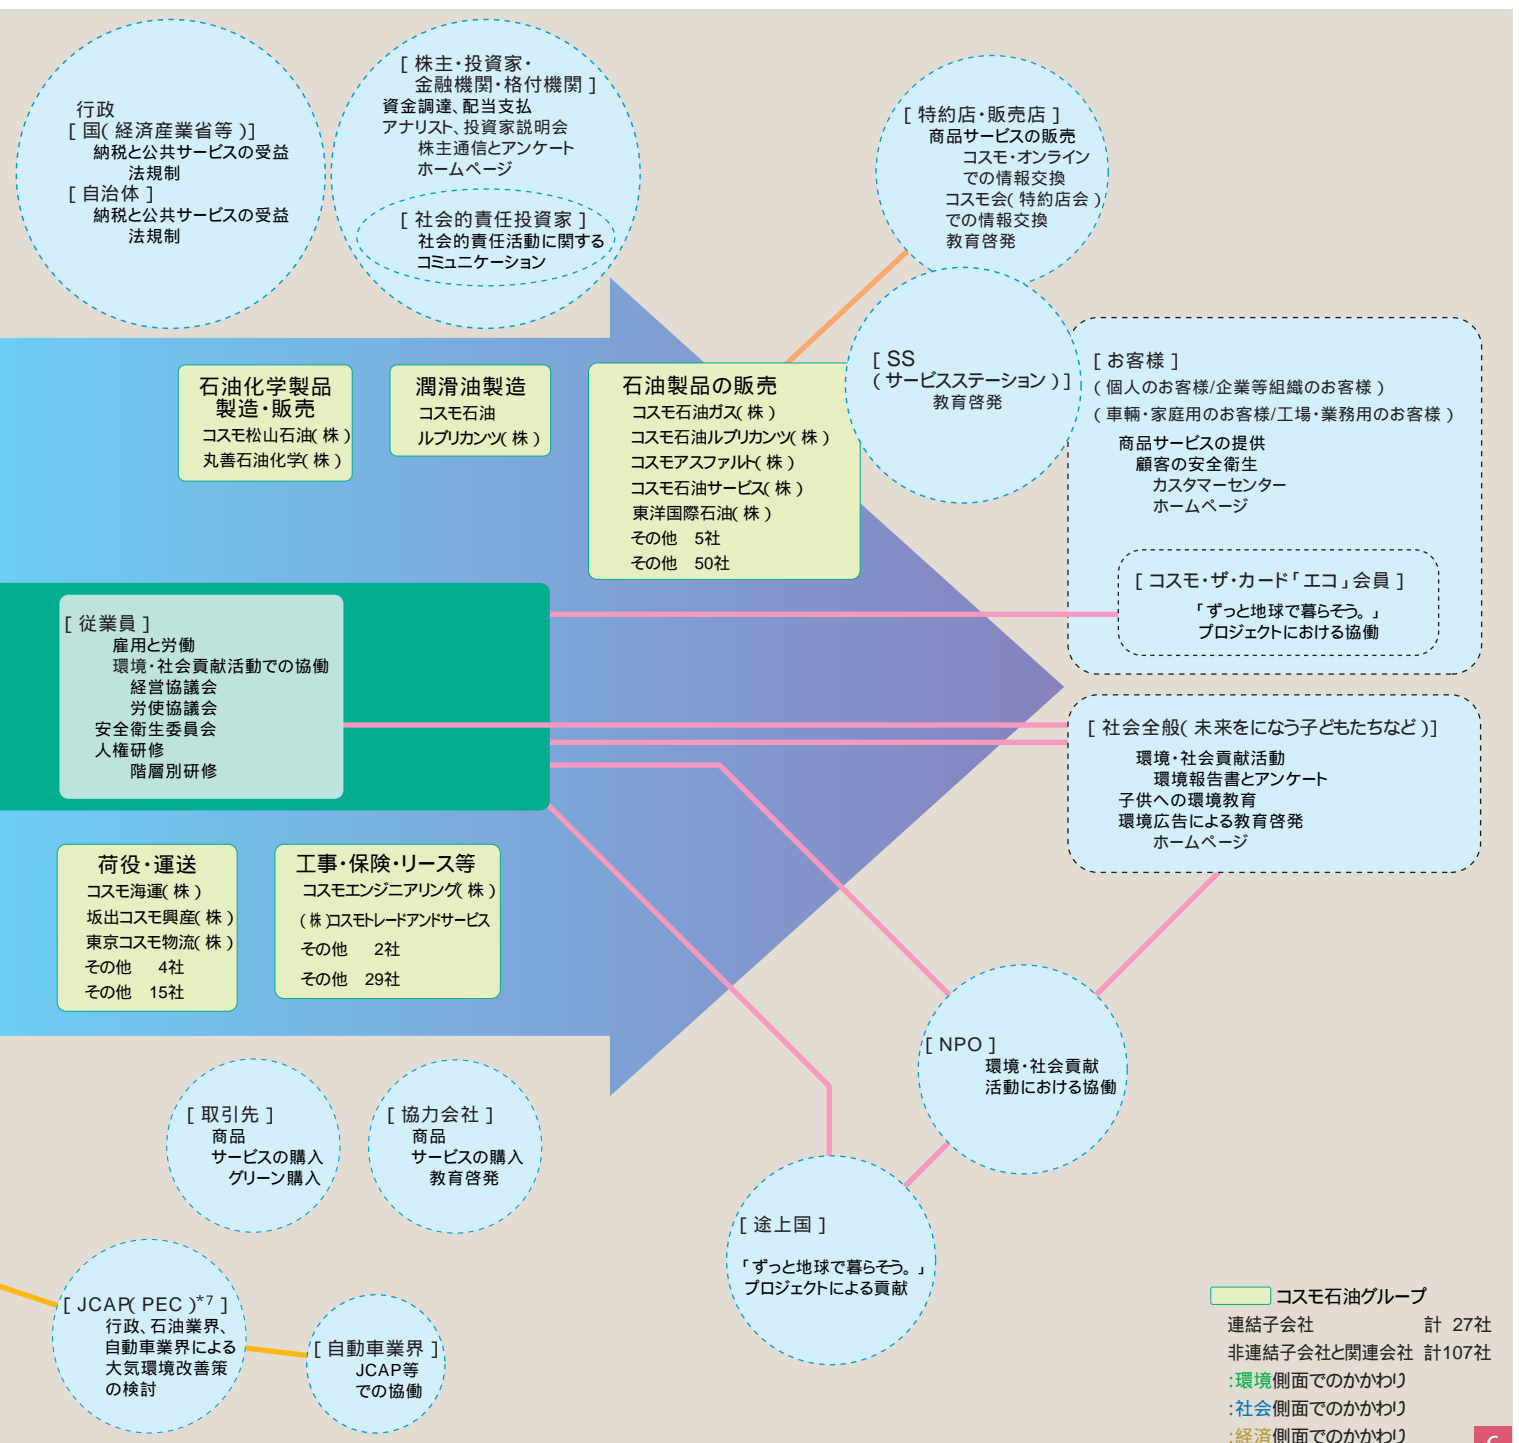 行政
[ 国( 経済産業省等 )]
納税と公共サービスの受益
法規制
[ 自治体 ]
納税と公共サービスの受益
法規制
[ 株主・投資家・
金融機関・格付機関 ]
資金調達、配当支払
アナリスト、投資家説明会
株主通信とアンケート
ホームページ
[ 社会的責任投資家 ]
社会的責任活動に関する
コミュニケーション
[ 特約店・販売店 ]
商品サービスの販売
コスモ・オンライン
での情報交換
コスモ会( 特約店会 )
での情報交換
教育啓発
[ SS
( サービスステーション )]
教育啓発
[ お客様 ]
( 個人のお客様/企業等組織のお客様 )
( 車輛・家庭用のお客様/工場・業務用のお客様 )
商品サービスの提供
顧客の安全衛生
カスタマーセンター
ホームページ
[ コスモ・ザ・カード「エコ」会員 ]
「ずっと地球で暮らそう。」
プロジェクトにおける協働
石油化学製品
製造・販売
コスモ松山石油( 株 )
丸善石油化学( 株 )
潤滑油製造
コスモ石油
ルブリカンツ( 株 )
石油製品の販売
コスモ石油ガス( 株 )
コスモ石油ルブリカンツ( 株 )
コスモアスファルト( 株 )
コスモ石油サービス( 株 )
東洋国際石油( 株 )
その他 5社
その他 50社
[ 従業員 ]
雇用と労働
環境・社会貢献活動での協働
経営協議会
労使協議会
安全衛生委員会
人権研修
階層別研修
[ 社会全般( 未来をになう子どもたちなど )]
環境・社会貢献活動
環境報告書とアンケート
子供への環境教育
環境広告による教育啓発
ホームページ
荷役・運送
コスモ海運( 株 )
坂出コスモ興産( 株 )
東京コスモ物流( 株 )
その他 4社
その他 15社
工事・保険・リース等
コスモエンジニアリング( 株 )
( 株 )コスモトレードアンドサービス
その他 2社
その他 29社
[ NPO ]
環境・社会貢献
活動における協働
[ 取引先 ]
商品
サービスの購入
グリーン購入
[ 協力会社 ]
商品
サービスの購入
教育啓発
[ 途上国 ]
「ずっと地球で暮らそう。」
プロジェクトによる貢献
[ JCAP( PEC )*7 ]
行政、石油業界、
自動車業界による
大気環境改善策
の検討
[ 自動車業界 ]
JCAP等
での協働
コスモ石油グループ
連結子会社 計 27社
非連結子会社と関連会社 計107社
:環境側面でのかかわり
:社会側面でのかかわり
:経済側面でのかかわり